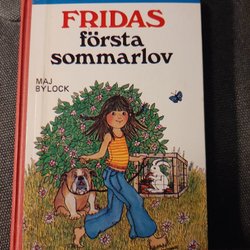 FRIDAS
första
sommarlov
MAJ
BYLOCK